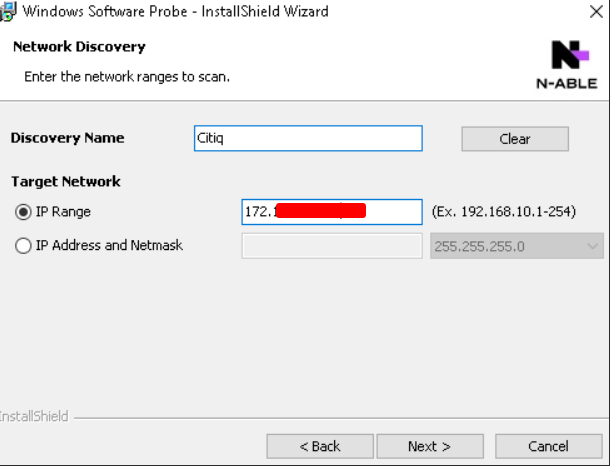 Windows Software Probe - InstallShield Wizard
Network Discovery
Enter the network ranges to scan.
N-ABLE
Discovery Name Citiq Clear
Target Network
IP Range 172. (Ex. 192.168.10.1-254)
IP Address and Netmask 255.255.255.0
InstallShield
< Back Next > Cancel